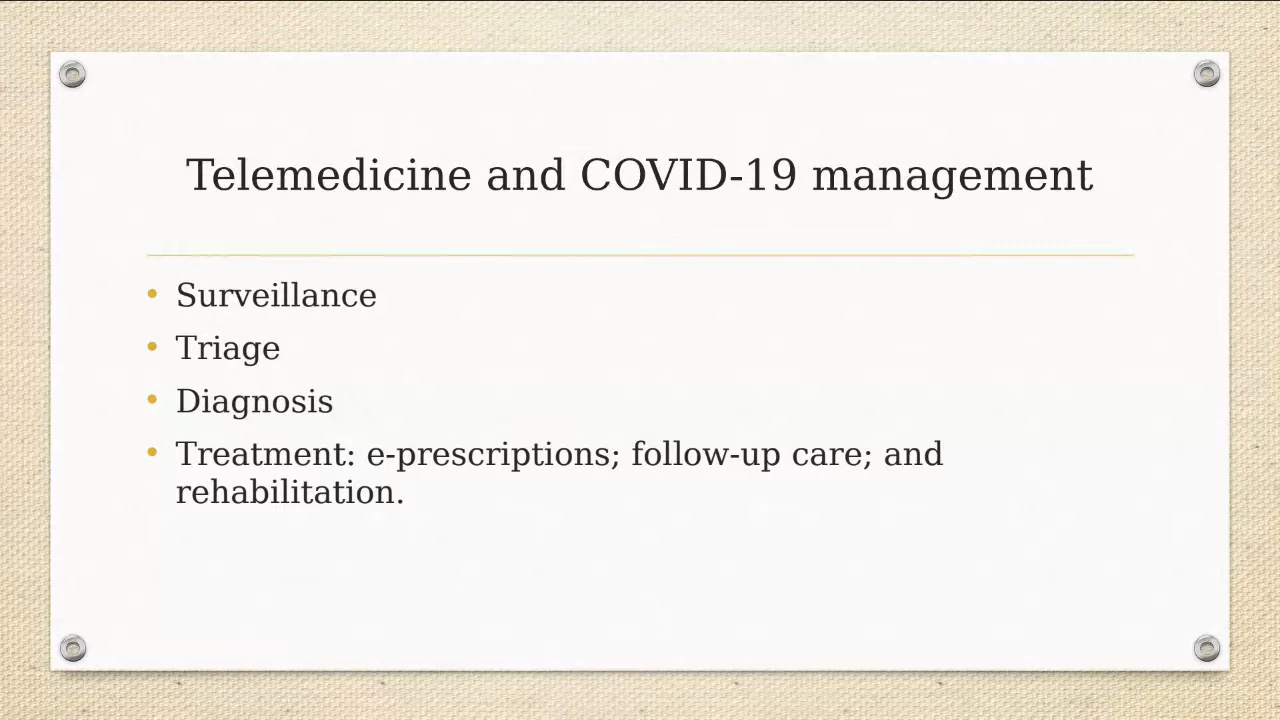 Telemedicine and COVID-19 management
• Surveillance
• Triage
• Diagnosis
• Treatment: e-prescriptions; follow-up care; and
rehabilitation.